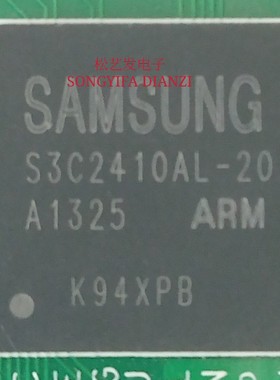 松艺发电子
SONGYIFA.DIANZI
SAMSUNG
S3C2410AL-20
A1325 ARM
K94XPB